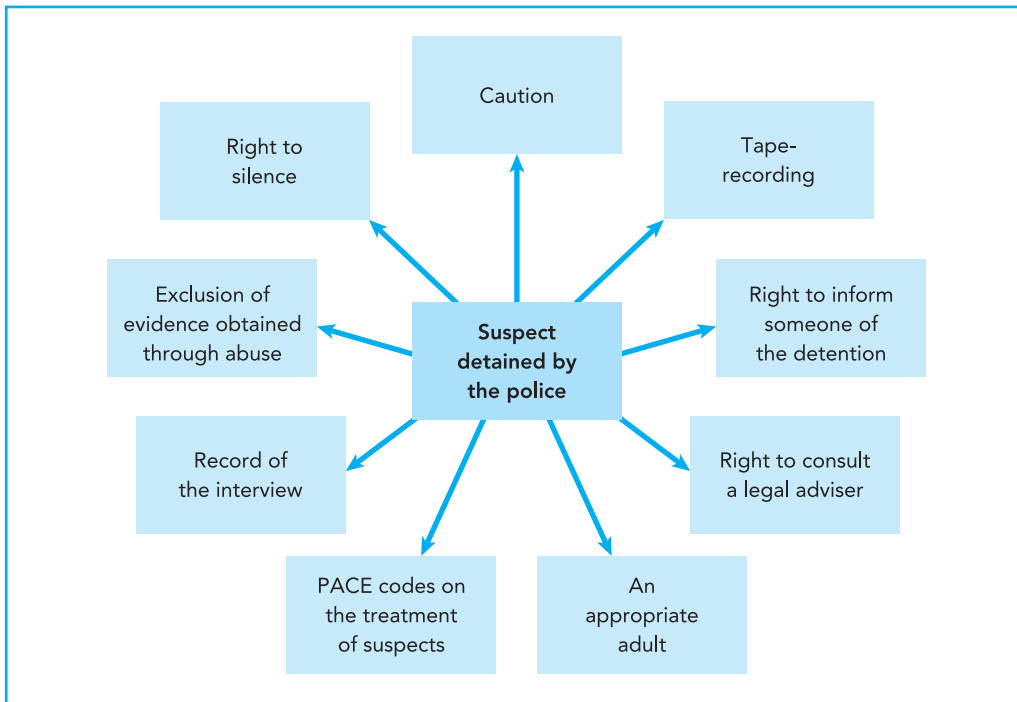 Caution
Right to
silence
Tape-
recording
Exclusion of
evidence obtained
through abuse
Suspect
detained by
the police
Right to inform
someone of
the detention
Record of
the interview
Right to consult
a legal adviser
PACE codes on
the treatment
of suspects
An
appropriate
adult